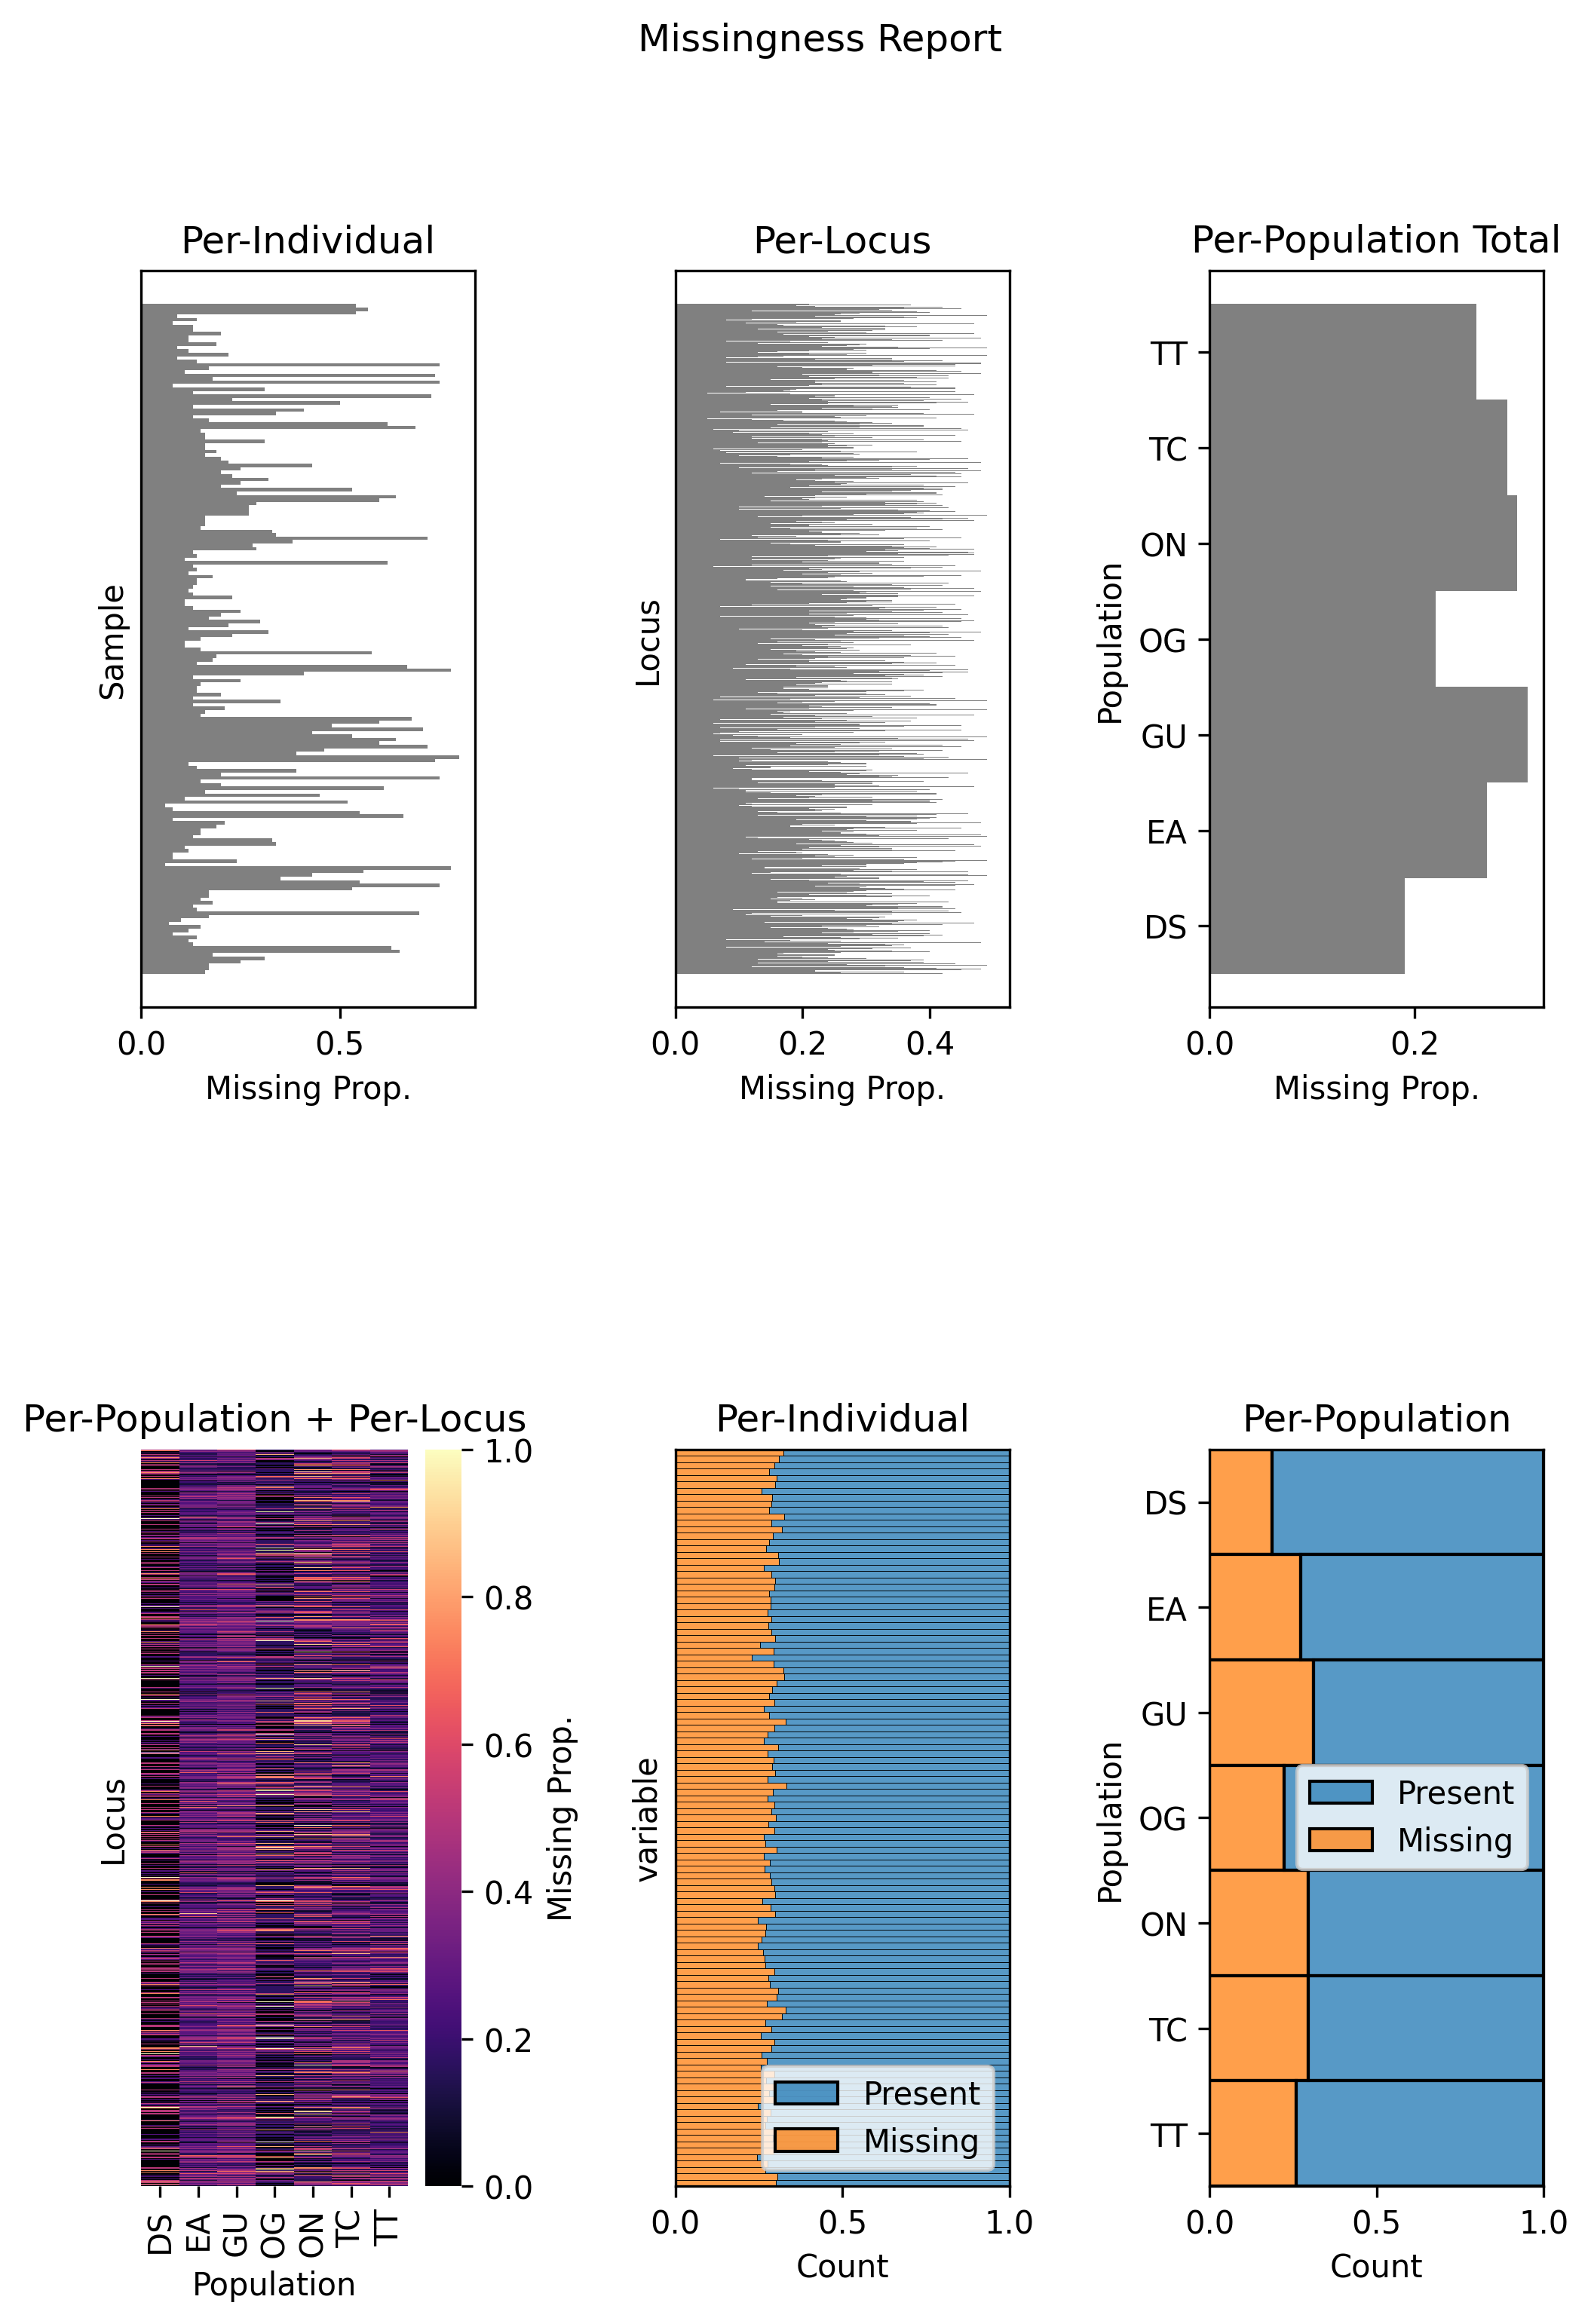 Missingness Report
Per-Individual
Sample
0.0
0.5
Missing Prop.
Per-Locus
Locus
0.0
0.2
0.4
Missing Prop.
Per-Population Total
Population
TT
TC
ON
OG
GU
EA
DS
0.0
0.2
Missing Prop.
Per-Population + Per-Locus
Locus
DS
EA
GU
OG
ON
TC
TT
Population
1.0
0.8
0.6
0.4
0.2
0.0
Missing Prop.
Per-Individual
variable
Present
Missing
0.0
0.5
1.0
Count
Per-Population
Population
DS
EA
GU
OG
ON
TC
TT
Present
Missing
0.0
0.5
1.0
Count